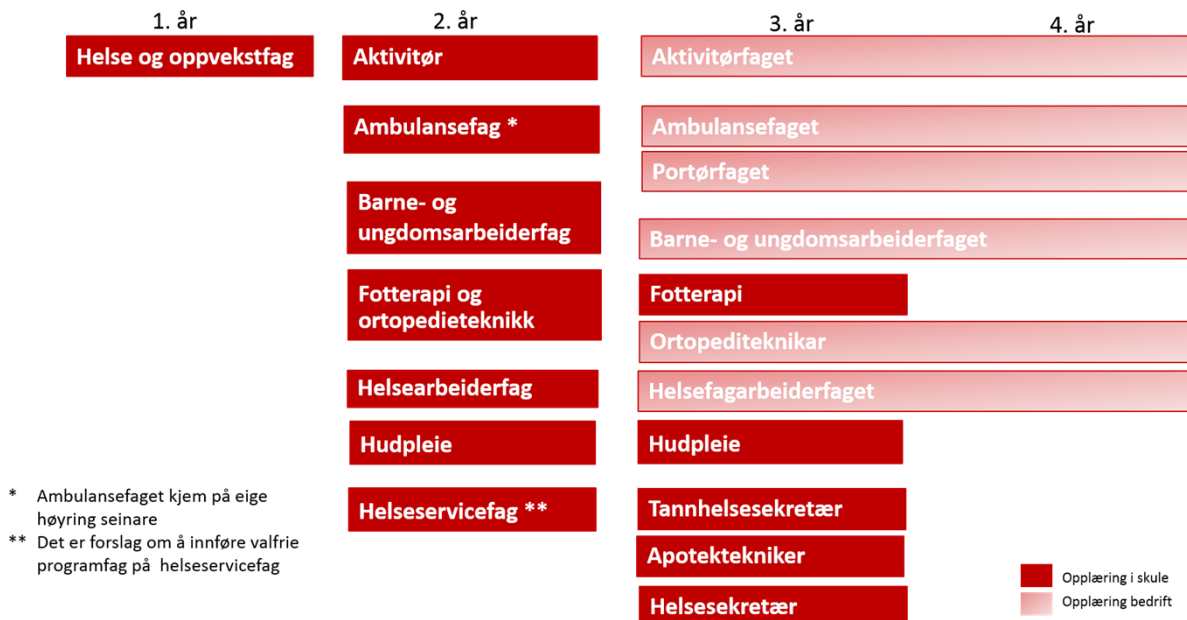 1. år
2. år
3. år
4. år
Helse og oppvekstfag
Aktivitør
Aktivitørfaget
Ambulansefag *
Ambulansefaget
Portørfaget
Barne- og
ungdomsarbeiderfag
Barne- og ungdomsarbeiderfaget
Fotterapi og
ortopedieteknikk
Fotterapi
Ortopediteknikar
Helsearbeiderfag
Helsefagarbeiderfaget
Hudpleie
Hudpleie
Helseservicefag **
Tannhelsesekretær
Apotektekniker
Helsesekretær
* Ambulansefaget kjem på eige
høyring seinare
** Det er forslag om å innføre valfrie
programfag på helseservicefag
Opplæring i skule
Opplæring bedrift